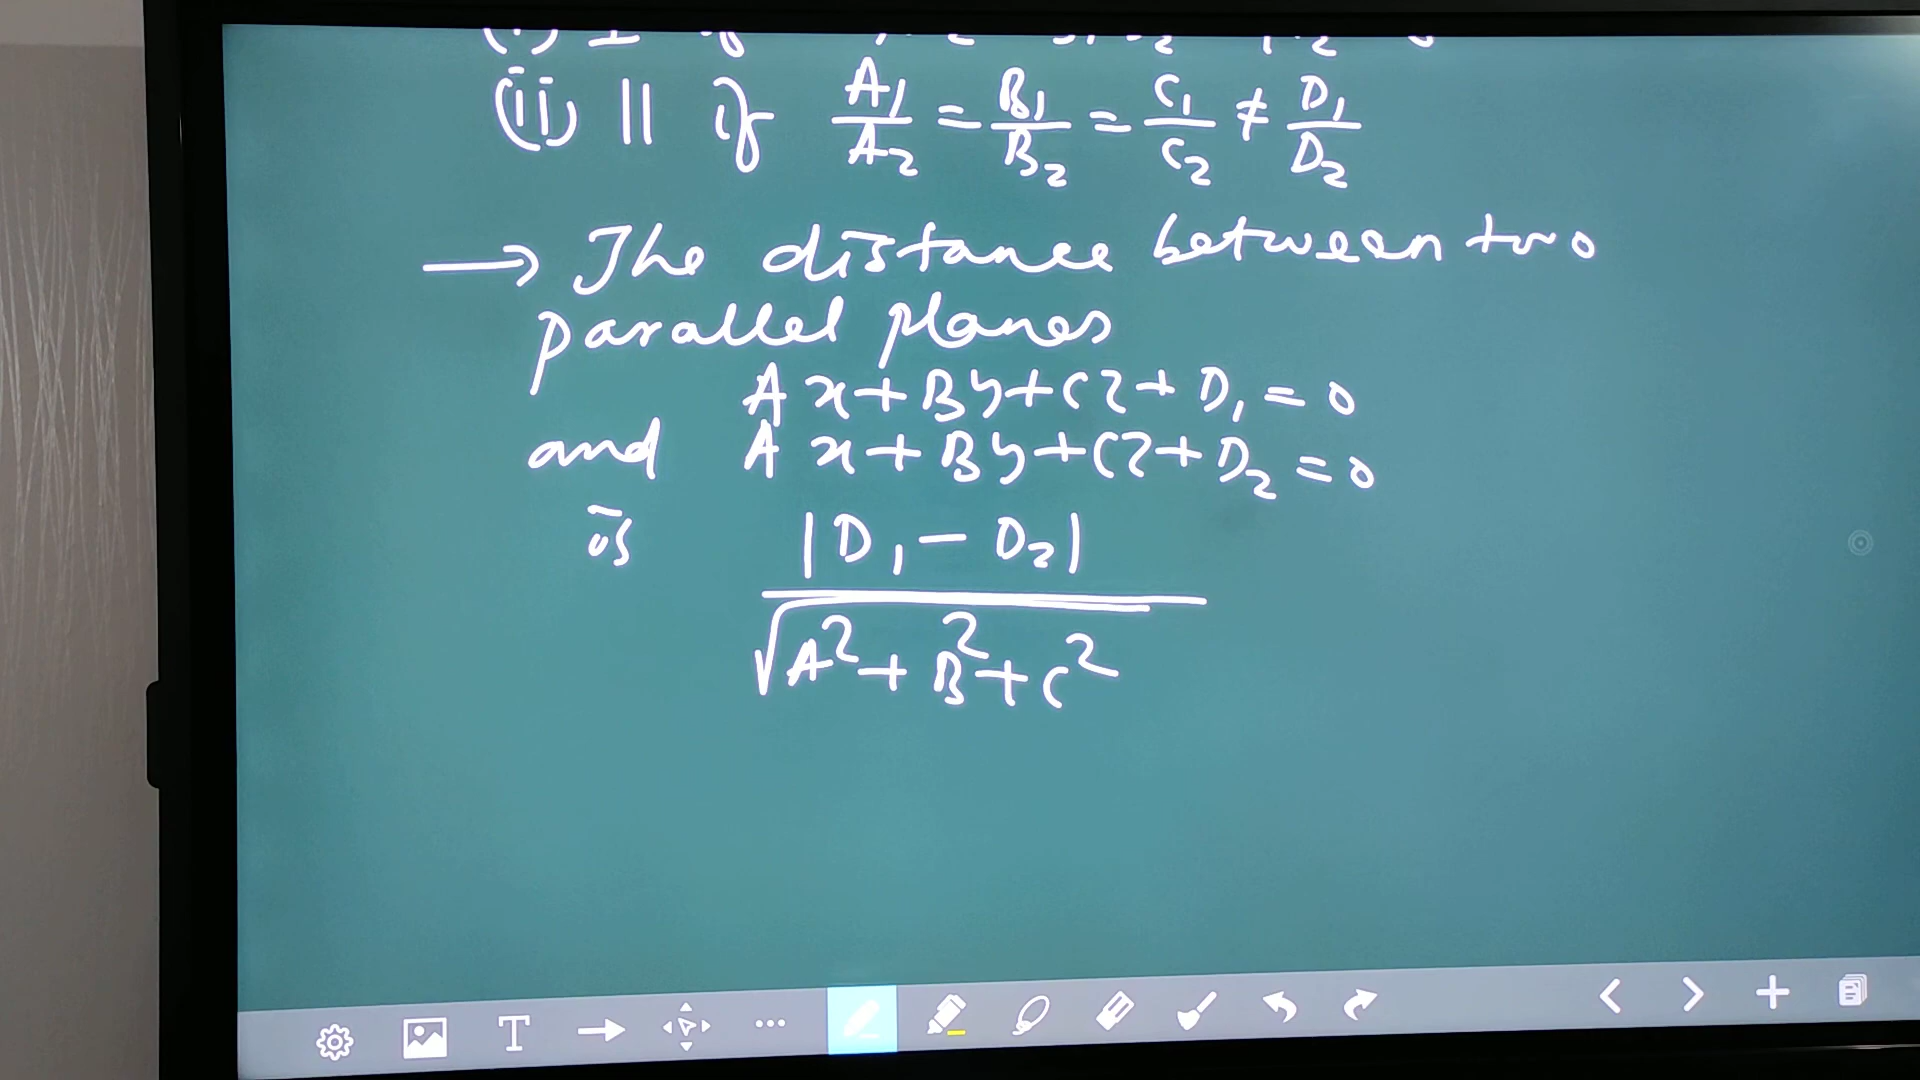 (ii) || if A₁/A₂ = B₁/B₂ = C₁/C₂ ≠ D₁/D₂
→ The distance between two
parallel planes
Ax+By+Cz+D₁=0
and Ax+By+Cz+D₂=0
is |D₁-D₂|
√A²+B²+C²
T